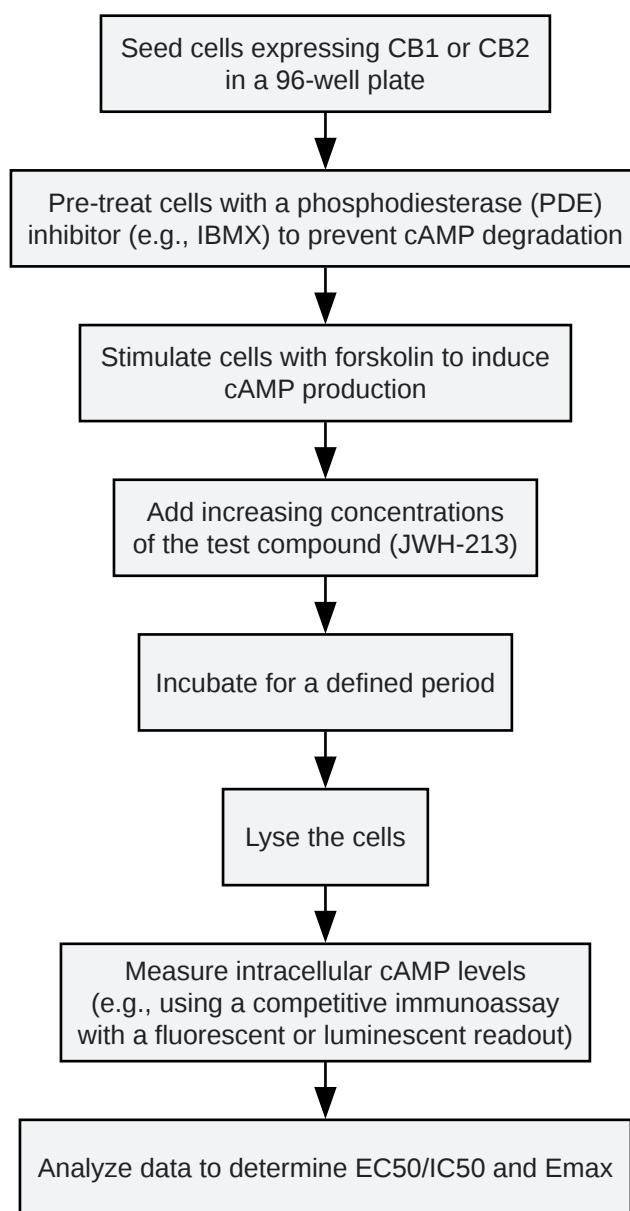 Seed cells expressing CB1 or CB2
in a 96-well plate
Pre-treat cells with a phosphodiesterase (PDE)
inhibitor (e.g., IBMX) to prevent cAMP degradation
Stimulate cells with forskolin to induce
cAMP production
Add increasing concentrations
of the test compound (JWH-213)
Incubate for a defined period
Lyse the cells
Measure intracellular cAMP levels
(e.g., using a competitive immunoassay
with a fluorescent or luminescent readout)
Analyze data to determine EC50/IC50 and Emax